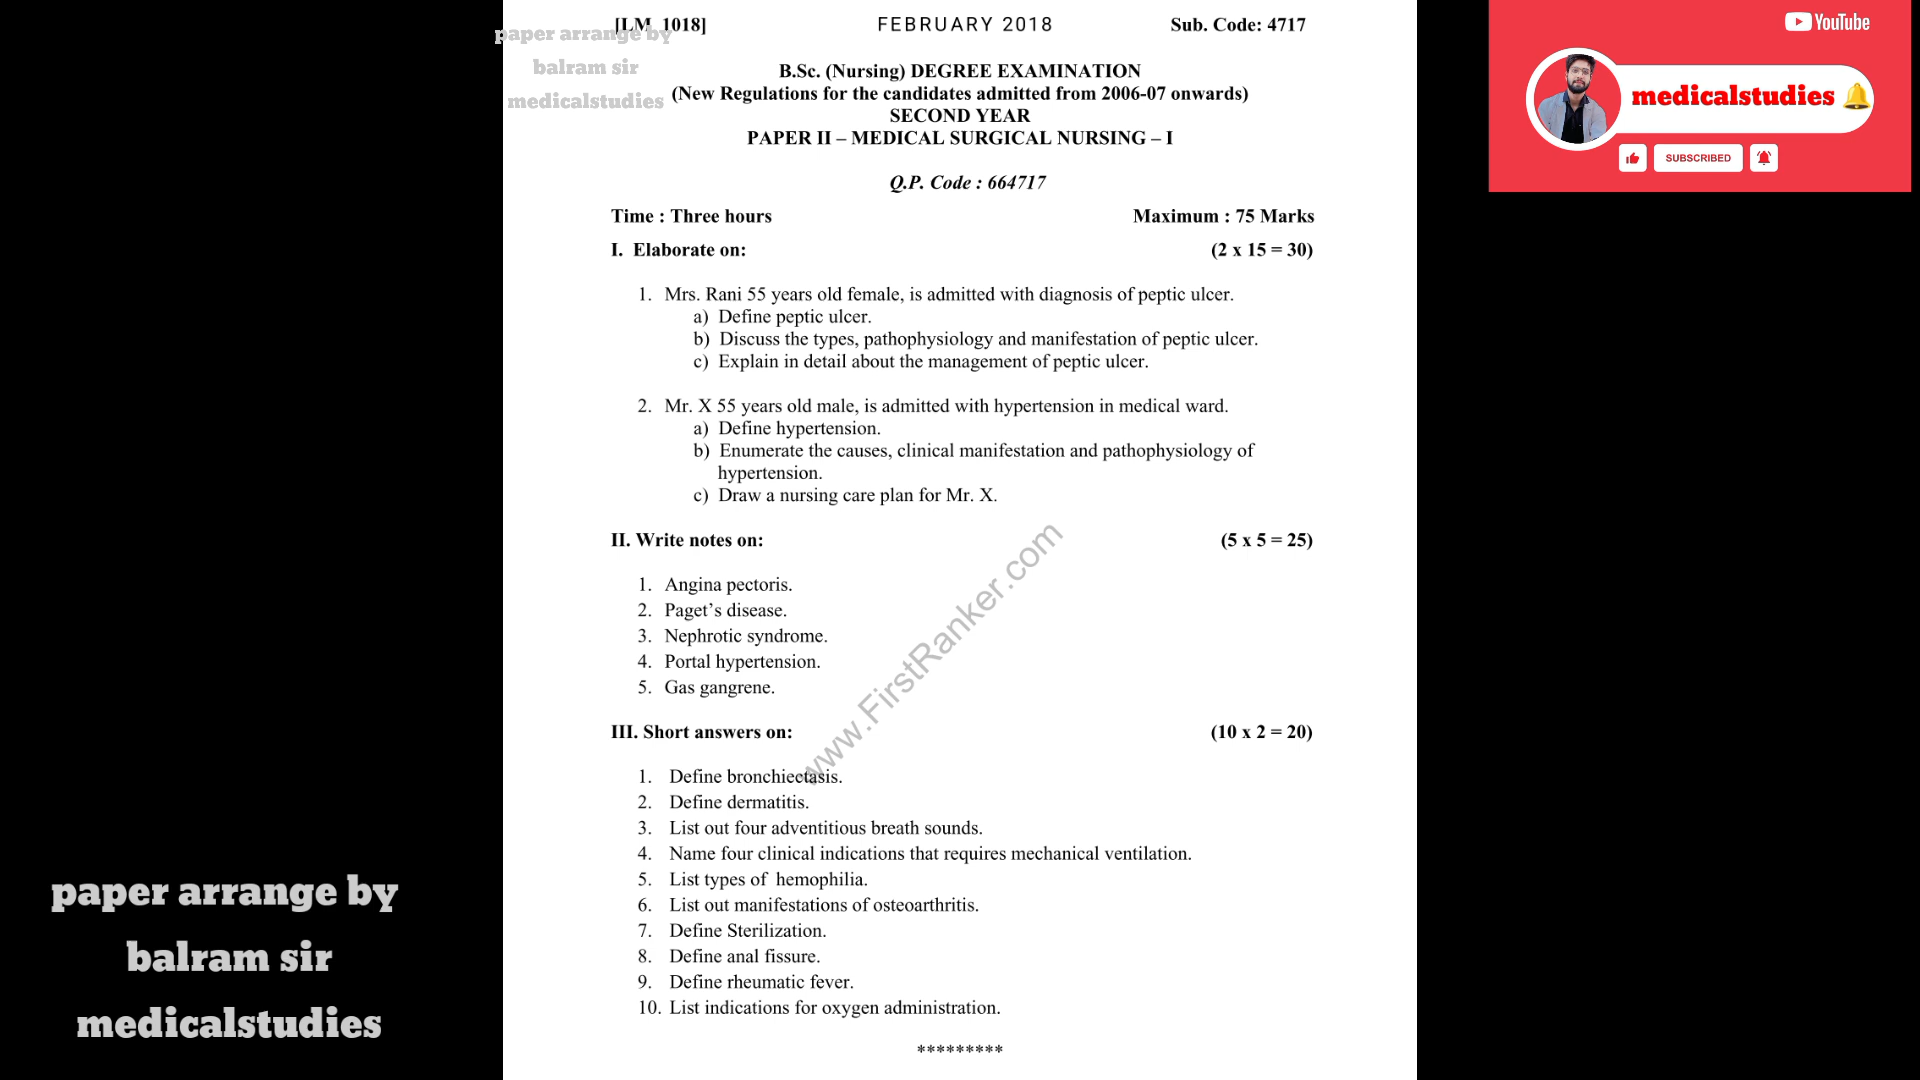 [LM 1018]
FEBRUARY 2018
Sub. Code: 4717
paper arrange by
balram sir
medicalstudies
B.Sc. (Nursing) DEGREE EXAMINATION
(New Regulations for the candidates admitted from 2006-07 onwards)
SECOND YEAR
PAPER II – MEDICAL SURGICAL NURSING – I
Q.P. Code : 664717
Time : Three hours
Maximum : 75 Marks
I. Elaborate on:
(2 x 15 = 30)
1. Mrs. Rani 55 years old female, is admitted with diagnosis of peptic ulcer.
a) Define peptic ulcer.
b) Discuss the types, pathophysiology and manifestation of peptic ulcer.
c) Explain in detail about the management of peptic ulcer.
2. Mr. X 55 years old male, is admitted with hypertension in medical ward.
a) Define hypertension.
b) Enumerate the causes, clinical manifestation and pathophysiology of
hypertension.
c) Draw a nursing care plan for Mr. X.
II. Write notes on:
(5 x 5 = 25)
1. Angina pectoris.
2. Paget's disease.
3. Nephrotic syndrome.
4. Portal hypertension.
5. Gas gangrene.
www.FirstRanker.com
III. Short answers on:
(10 x 2 = 20)
1. Define bronchiectasis.
2. Define dermatitis.
3. List out four adventitious breath sounds.
4. Name four clinical indications that requires mechanical ventilation.
5. List types of hemophilia.
6. List out manifestations of osteoarthritis.
7. Define Sterilization.
8. Define anal fissure.
9. Define rheumatic fever.
10. List indications for oxygen administration.
*********
YouTube
medicalstudies
SUBSCRIBED
paper arrange by
balram sir
medicalstudies